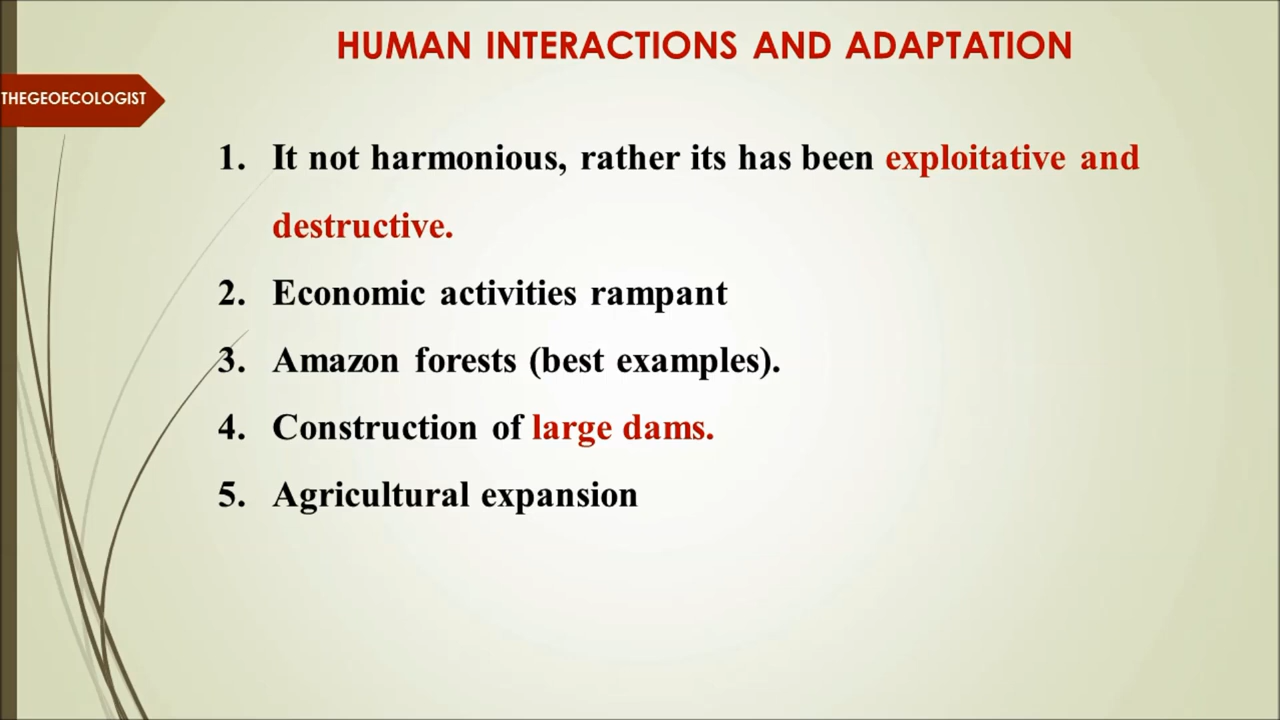 HUMAN INTERACTIONS AND ADAPTATION
THEGEOECOLOGIST
1. It not harmonious, rather its has been exploitative and
destructive.
2. Economic activities rampant
3. Amazon forests (best examples).
4. Construction of large dams.
5. Agricultural expansion